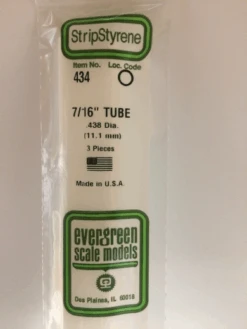 StripStyrene
Item No. Loc. Code
434
7/16" TUBE
.438 Dia.
(11.1 mm)
3 Pieces
Made in U.S.A.
evergreen
scale models
Des Plaines, IL 60018